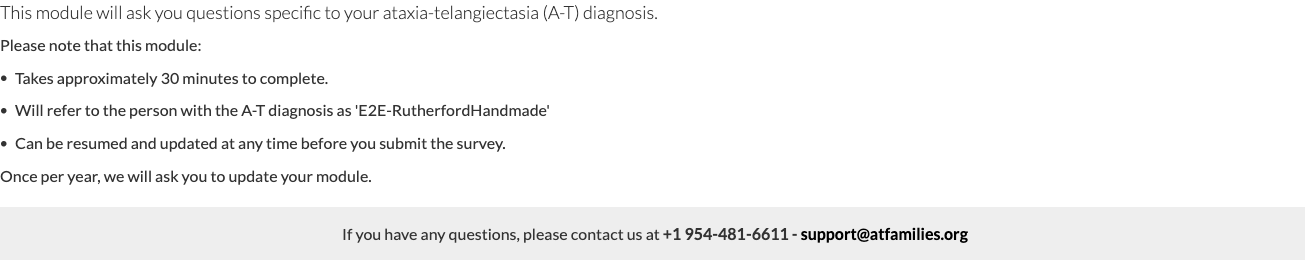 This module will ask you questions specific to your ataxia-telangiectasia (A-T) diagnosis.
Please note that this module:
• Takes approximately 30 minutes to complete.
• Will refer to the person with the A-T diagnosis as 'E2E-RutherfordHandmade'
• Can be resumed and updated at any time before you submit the survey.
Once per year, we will ask you to update your module.
If you have any questions, please contact us at +1 954-481-6611 - support@atfamilies.org